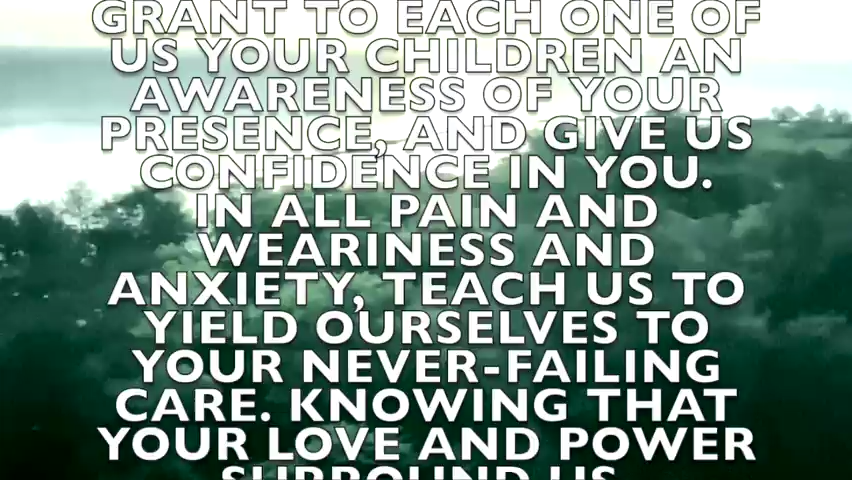 GRANT TO EACH ONE OF
US YOUR CHILDREN AN
AWARENESS OF YOUR
PRESENCE, AND GIVE US
CONFIDENCE IN YOU.
IN ALL PAIN AND
WEARINESS AND
ANXIETY, TEACH US TO
YIELD OURSELVES TO
YOUR NEVER-FAILING
CARE. KNOWING THAT
YOUR LOVE AND POWER
SURROUND US